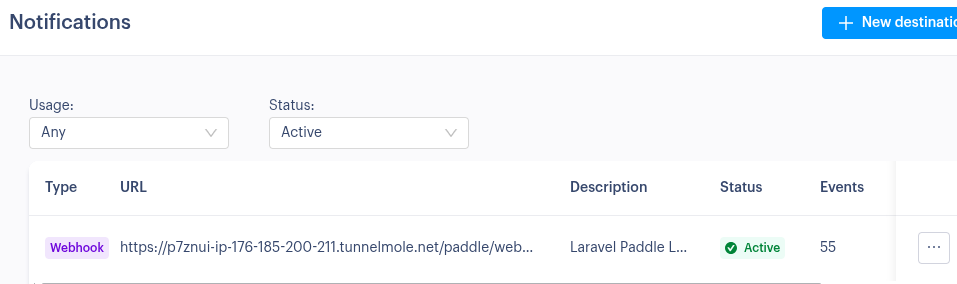 Notifications
+ New destinatio
Usage:
Status:
Any
Active
Type URL Description Status Events
Webhook https://p7znui-ip-176-185-200-211.tunnelmole.net/paddle/web... Laravel Paddle L... Active 55 ...